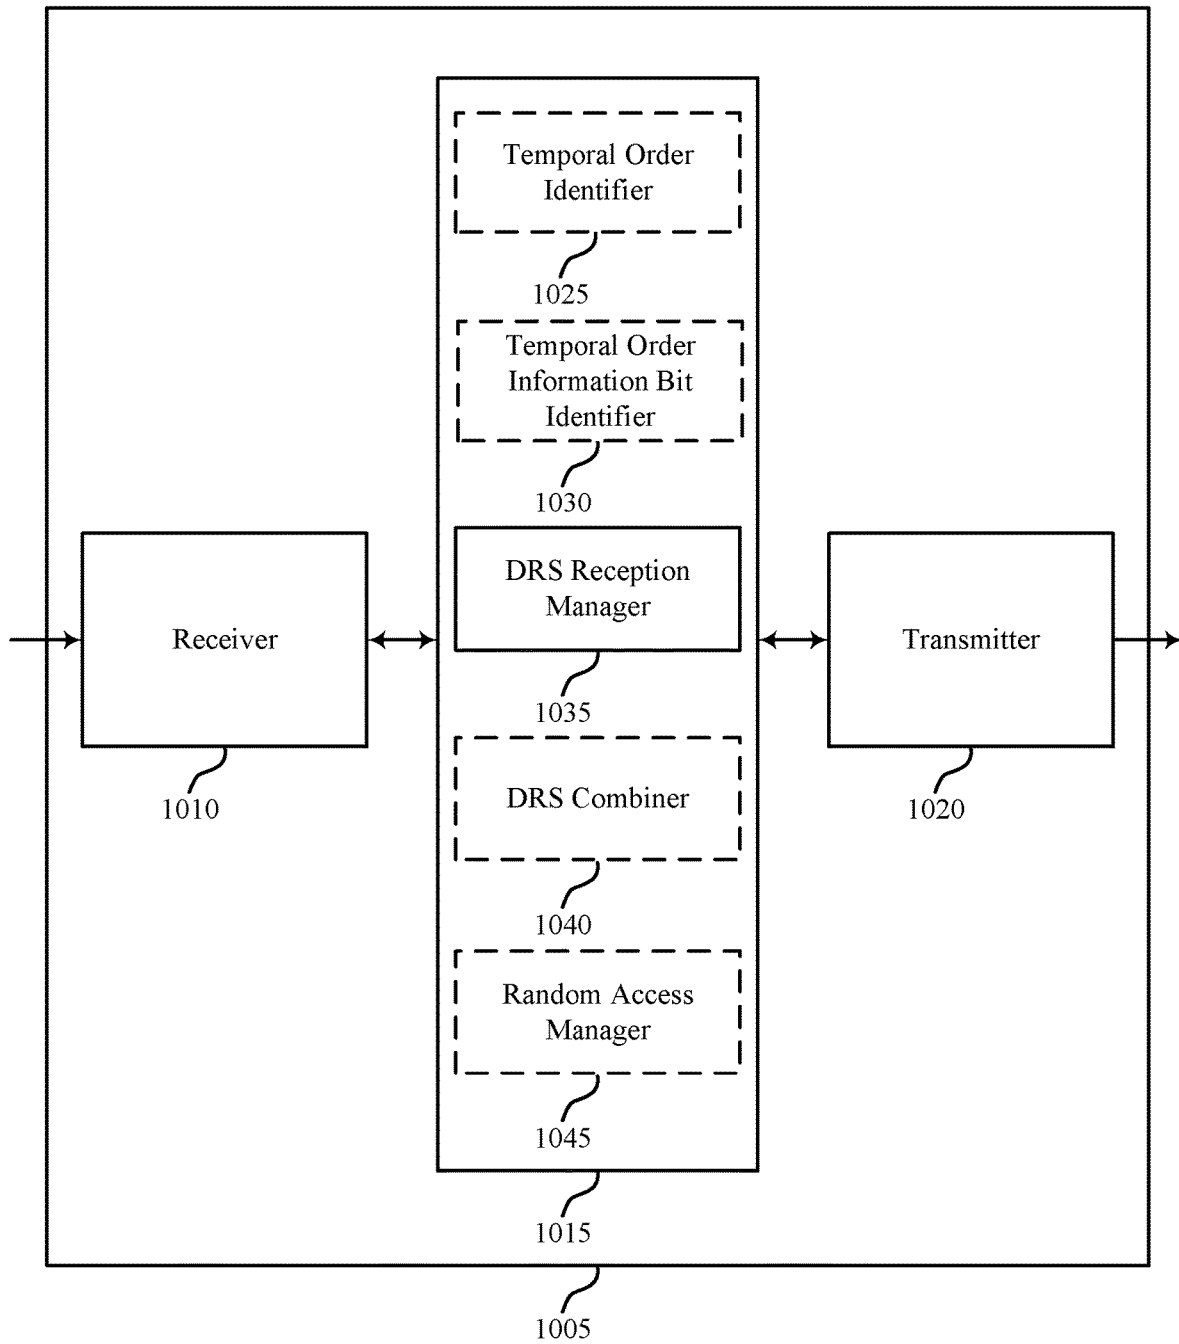 Temporal Order
Identifier
1025
Temporal Order
Information Bit
Identifier
1030
DRS Reception
Manager
1035
Receiver
1010
Transmitter
1020
DRS Combiner
1040
Random Access
Manager
1045
1015
1005